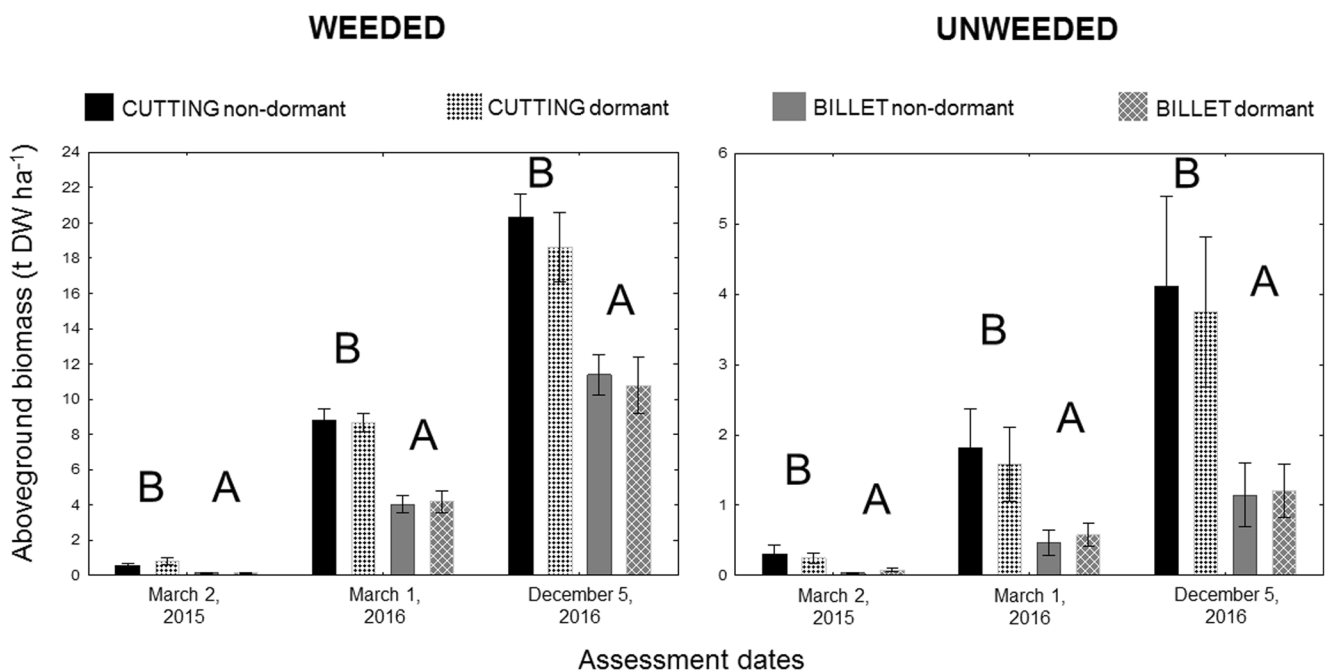 WEEDED
UNWEEDED
CUTTING non-dormant
CUTTING dormant
BILLET non-dormant
BILLET dormant
Aboveground biomass (t DW ha⁻¹)
24
22
20
18
16
14
12
10
8
6
4
2
0
B
A
B
A
B
A
March 2,
2015
March 1,
2016
December 5,
2016
6
5
4
3
2
1
0
B
A
B
A
B
A
March 2,
2015
March 1,
2016
December 5,
2016
Assessment dates